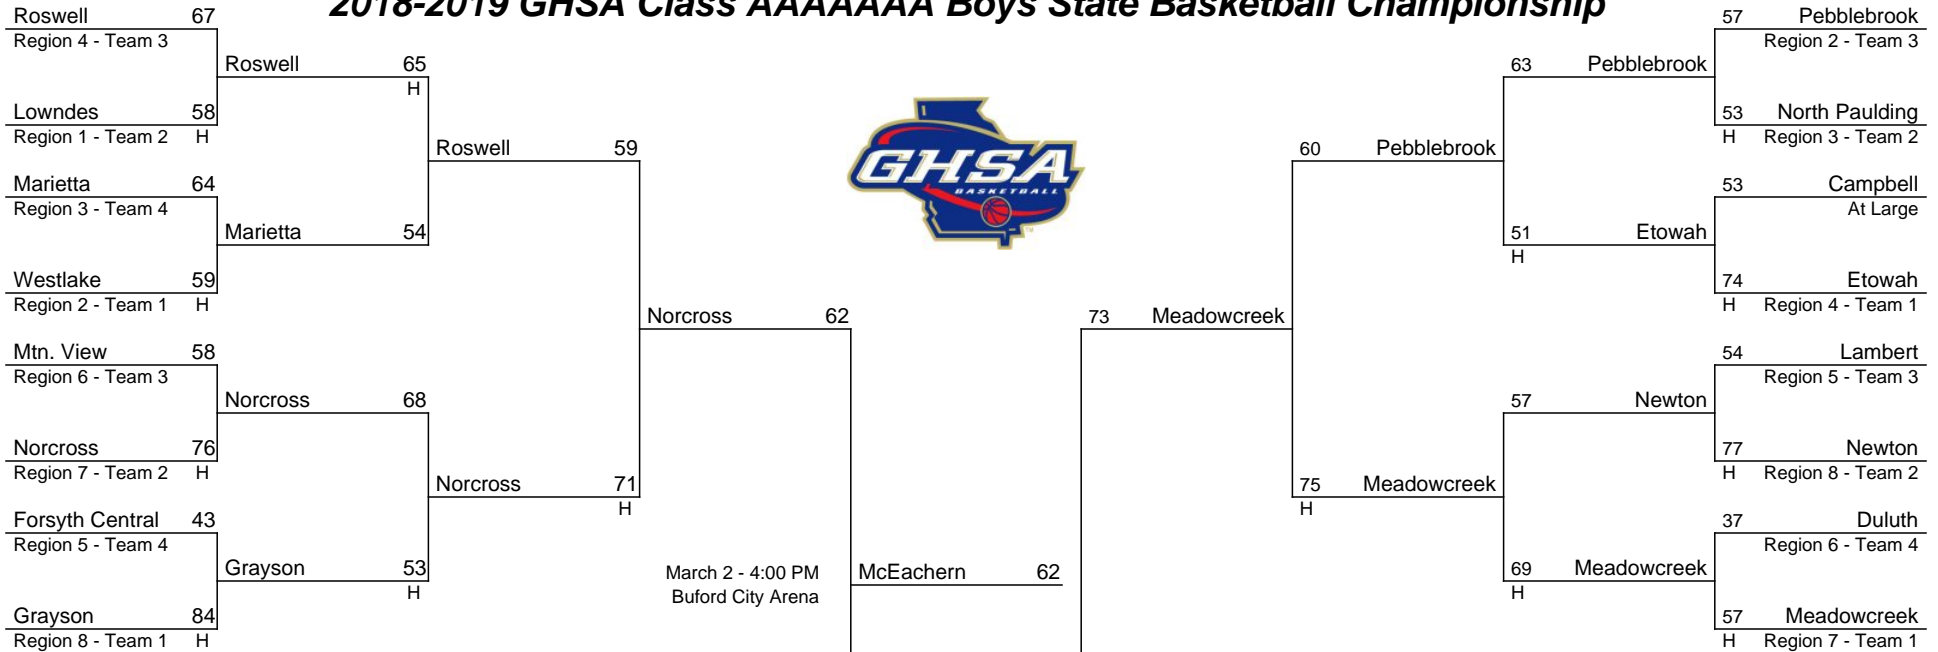 2018-2019 GHSA Class AAAAAAA Boys State Basketball Championship
Roswell 67
Region 4 - Team 3
Roswell 65
H
Lowndes 58
Region 1 - Team 2 H
Roswell 59
Marietta 64
Region 3 - Team 4
Marietta 54
Westlake 59
Region 2 - Team 1 H
Norcross 62
Mtn. View 58
Region 6 - Team 3
Norcross 68
Norcross 76
Region 7 - Team 2 H
Norcross 71
H
Forsyth Central 43
Region 5 - Team 4
Grayson 53
H
Grayson 84
Region 8 - Team 1 H
GHSA
BASKETBALL
TM
March 2 - 4:00 PM
Buford City Arena
McEachern 62
57 Pebblebrook
Region 2 - Team 3
63 Pebblebrook
53 North Paulding
H Region 3 - Team 2
60 Pebblebrook
53 Campbell
At Large
51 Etowah
H
74 Etowah
H Region 4 - Team 1
73 Meadowcreek
54 Lambert
Region 5 - Team 3
57 Newton
77 Newton
H Region 8 - Team 2
75 Meadowcreek
H
37 Duluth
Region 6 - Team 4
69 Meadowcreek
H
57 Meadowcreek
H Region 7 - Team 1